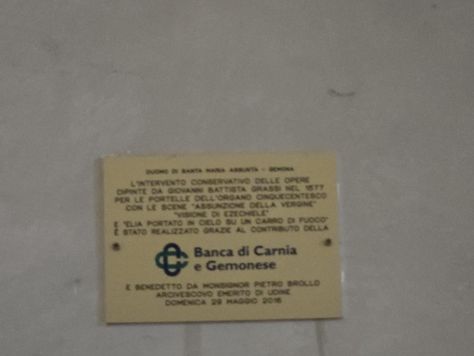 DUOMO DI SANTA MARIA ASSUNTA - GEMONA
L'INTERVENTO CONSERVATIVO DELLE OPERE
DIPINTE DA GIOVANNI BATTISTA GRASSI NEL 1577
PER LE PORTELLE DELL'ORGANO CINQUECENTESCO
CON LE SCENE "ASSUNZIONE DELLA VERGINE"
"VISIONE DI EZECHIELE"
E "ELIA PORTATO IN CIELO SU UN CARRO DI FUOCO"
È STATO REALIZZATO GRAZIE AL CONTRIBUTO DELLA
Banca di Carnia
e Gemonese
E BENEDETTO DA MONSIGNOR PIETRO BROLLO
ARCIVESCOVO EMERITO DI UDINE
DOMENICA 29 MAGGIO 2016